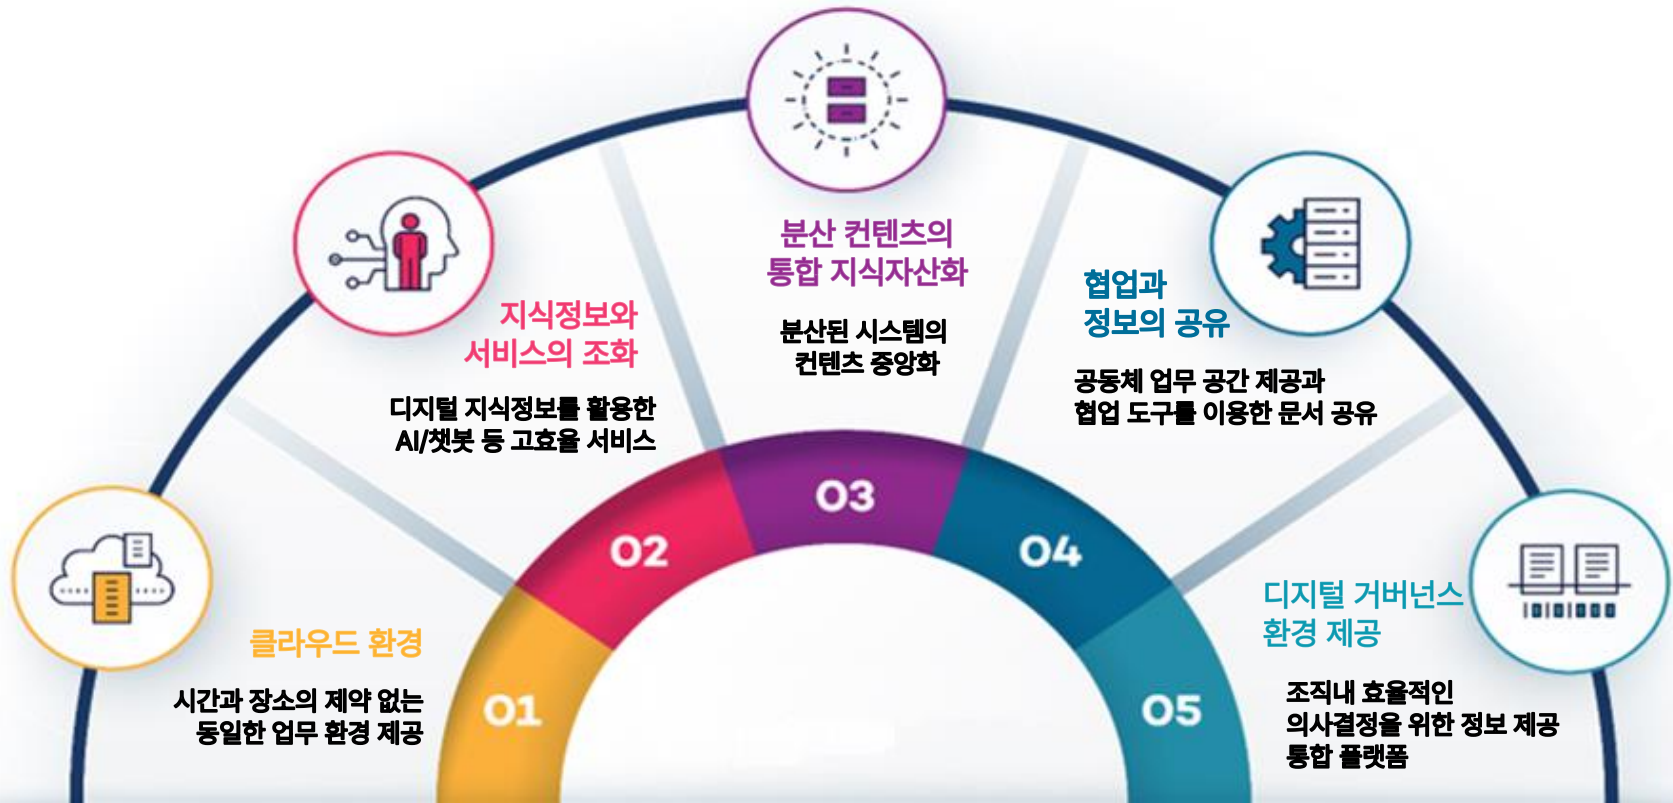 01
클라우드 환경
시간과 장소의 제약 없는
동일한 업무 환경 제공
02
지식정보와
서비스의 조화
디지털 지식정보를 활용한
AI/챗봇 등 고효율 서비스
03
분산 컨텐츠의
통합 지식자산화
분산된 시스템의
컨텐츠 중앙화
04
협업과
정보의 공유
공동체 업무 공간 제공과
협업 도구를 이용한 문서 공유
05
디지털 거버넌스
환경 제공
조직내 효율적인
의사결정을 위한 정보 제공
통합 플랫폼